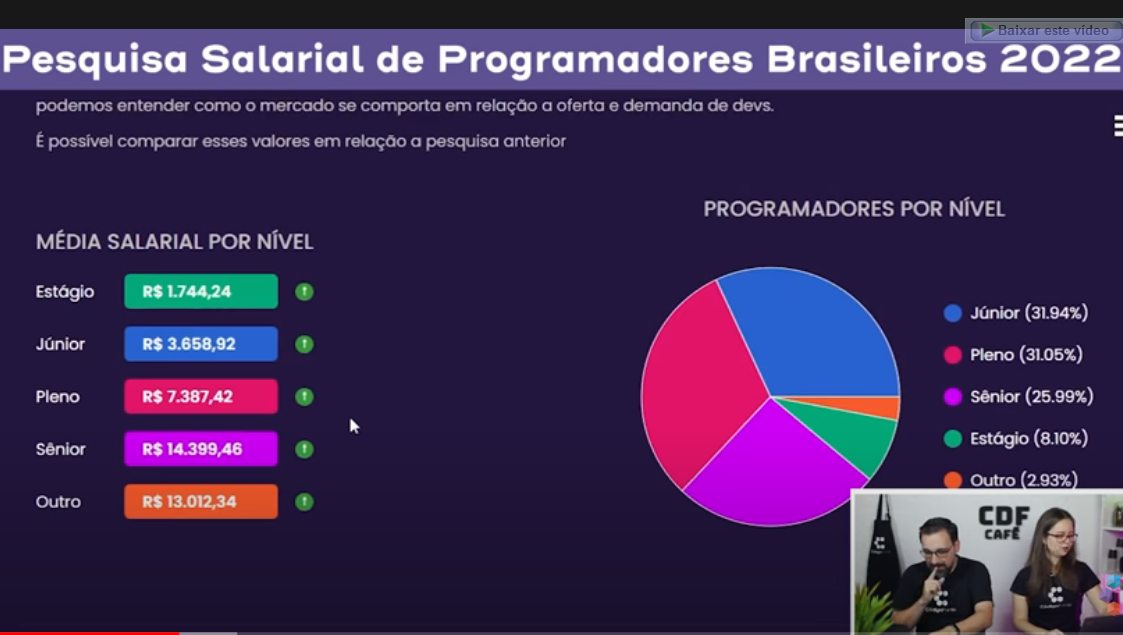 Baixar este vídeo
Pesquisa Salarial de Programadores Brasileiros 2022
podemos entender como o mercado se comporta em relação a oferta e demanda de devs.
É possível comparar esses valores em relação a pesquisa anterior
MÉDIA SALARIAL POR NÍVEL
Estágio R$ 1.744,24
Júnior R$ 3.658,92
Pleno R$ 7.387,42
Sênior R$ 14.399,46
Outro R$ 13.012,34
PROGRAMADORES POR NÍVEL
Júnior (31.94%)
Pleno (31.05%)
Sênior (25.99%)
Estágio (8.10%)
Outro (2.93%)
CDF
CAFÉ